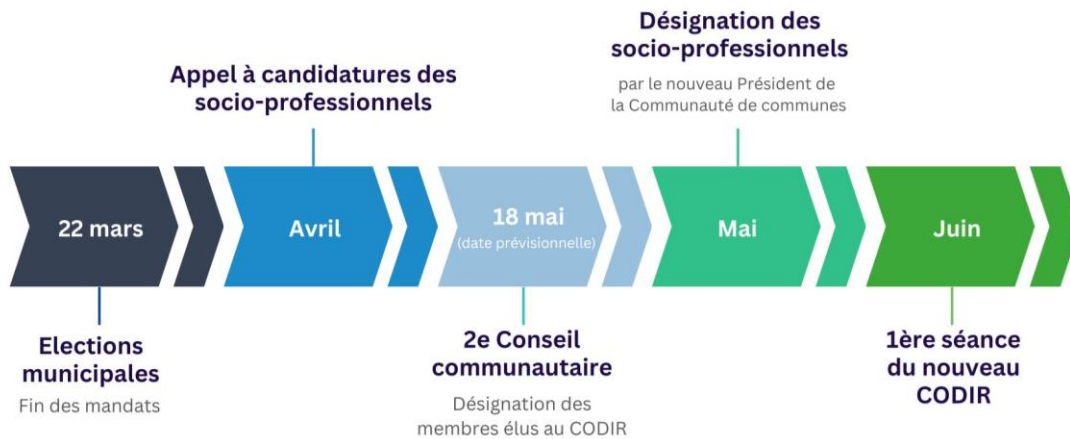 22 mars
Elections
municipales
Fin des mandats
Appel à candidatures des
socio-professionnels
Avril
18 mai
(date prévisionnelle)
2e Conseil
communautaire
Désignation des
membres élus au CODIR
Désignation des
socio-professionnels
par le nouveau Président de
la Communauté de communes
Mai
Juin
1ère séance
du nouveau
CODIR